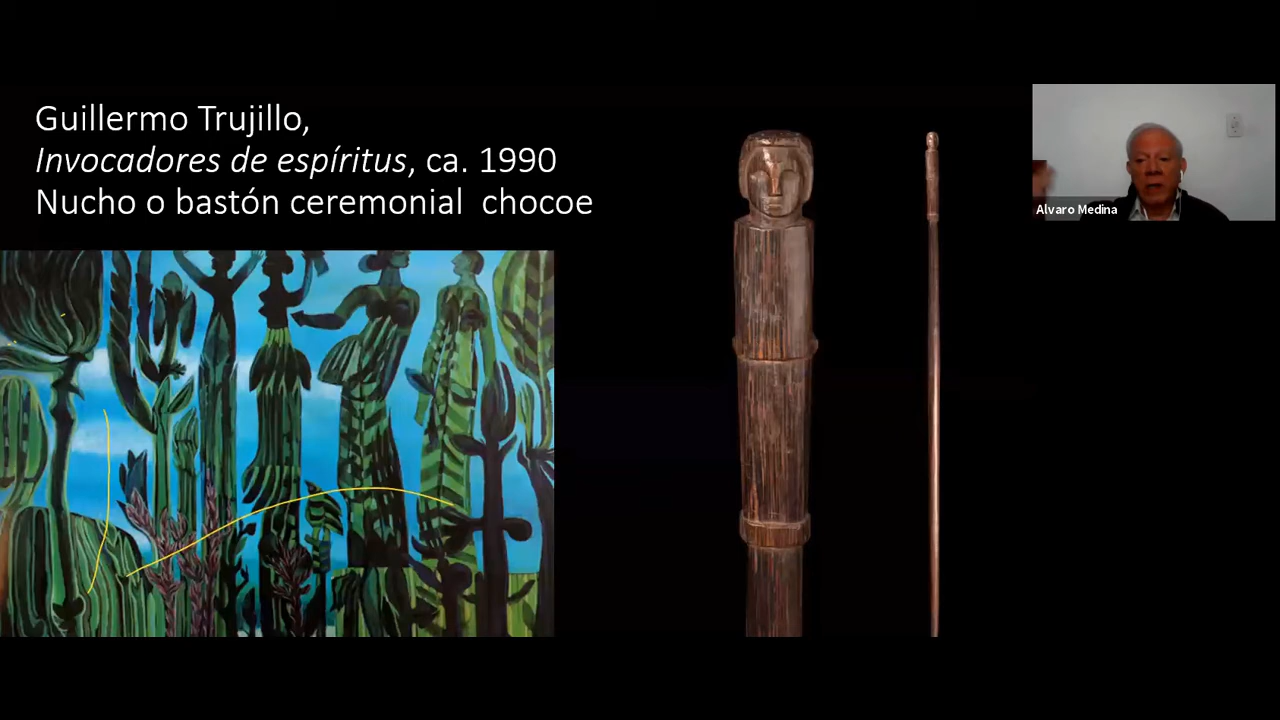 Guillermo Trujillo,
Invocadores de espíritus, ca. 1990
Nucho o bastón ceremonial chocoe
Alvaro Medina